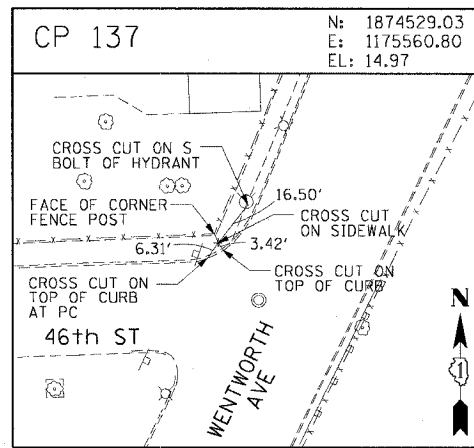 CP 137
N: 1874529.03
E: 1175560.80
EL: 14.97
CROSS CUT ON S
BOLT OF HYDRANT
16.50'
FACE OF CORNER
FENCE POST
CROSS CUT
ON SIDEWALK
6.31'
3.42'
CROSS CUT ON
TOP OF CURB
AT PC
CROSS CUT ON
TOP OF CURB
46th ST
WENTWORTH
AVE
N
1